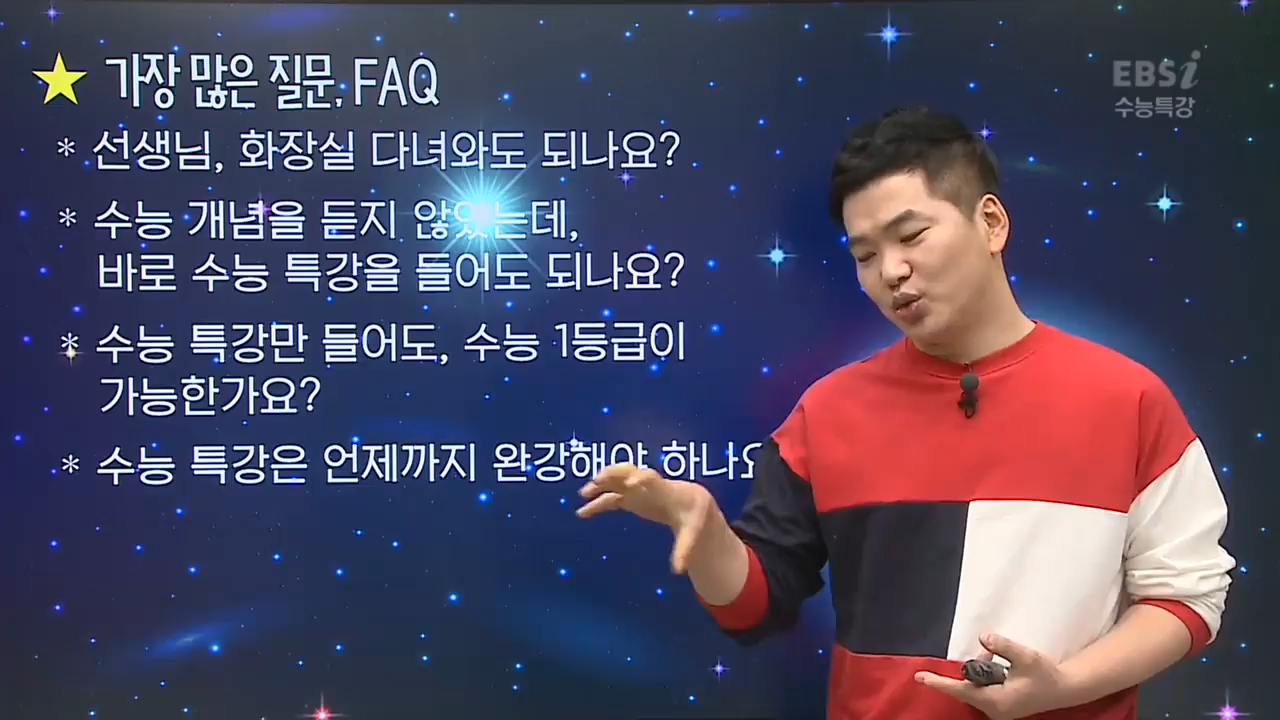 ★ 가장 많은 질문, FAQ
EBSi
수능특강
* 선생님, 화장실 다녀와도 되나요?
* 수능 개념을 듣지 않았는데,
바로 수능 특강을 들어도 되나요?
* 수능 특강만 들어도, 수능 1등급이
가능한가요?
* 수능 특강은 언제까지 완강해야 하나요